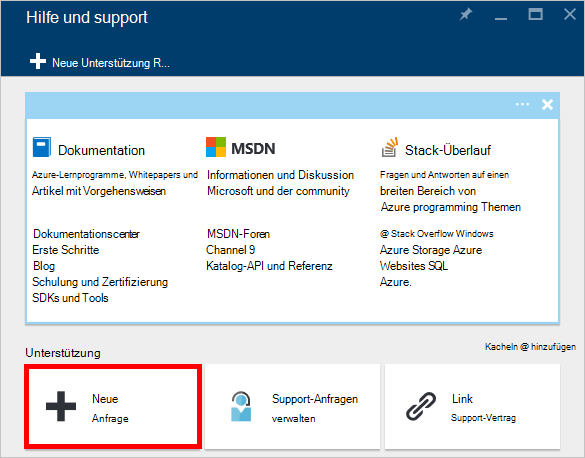 Hilfe und support
Neue Unterstützung R...
Dokumentation
Azure-Lernprogramme, Whitepapers und
Artikel mit Vorgehensweisen
Dokumentationscenter
Erste Schritte
Blog
Schulung und Zertifizierung
SDKs und Tools
MSDN
Informationen und Diskussion
Microsoft und der community
MSDN-Foren
Channel 9
Katalog-API und Referenz
Stack-Überlauf
Fragen und Antworten auf einen
breiten Bereich von
Azure programming Themen
@ Stack Overflow Windows
Azure Storage Azure
Websites SQL
Azure.
Kacheln @ hinzufügen
Unterstützung
Neue
Anfrage
Support-Anfragen
verwalten
Link
Support-Vertrag